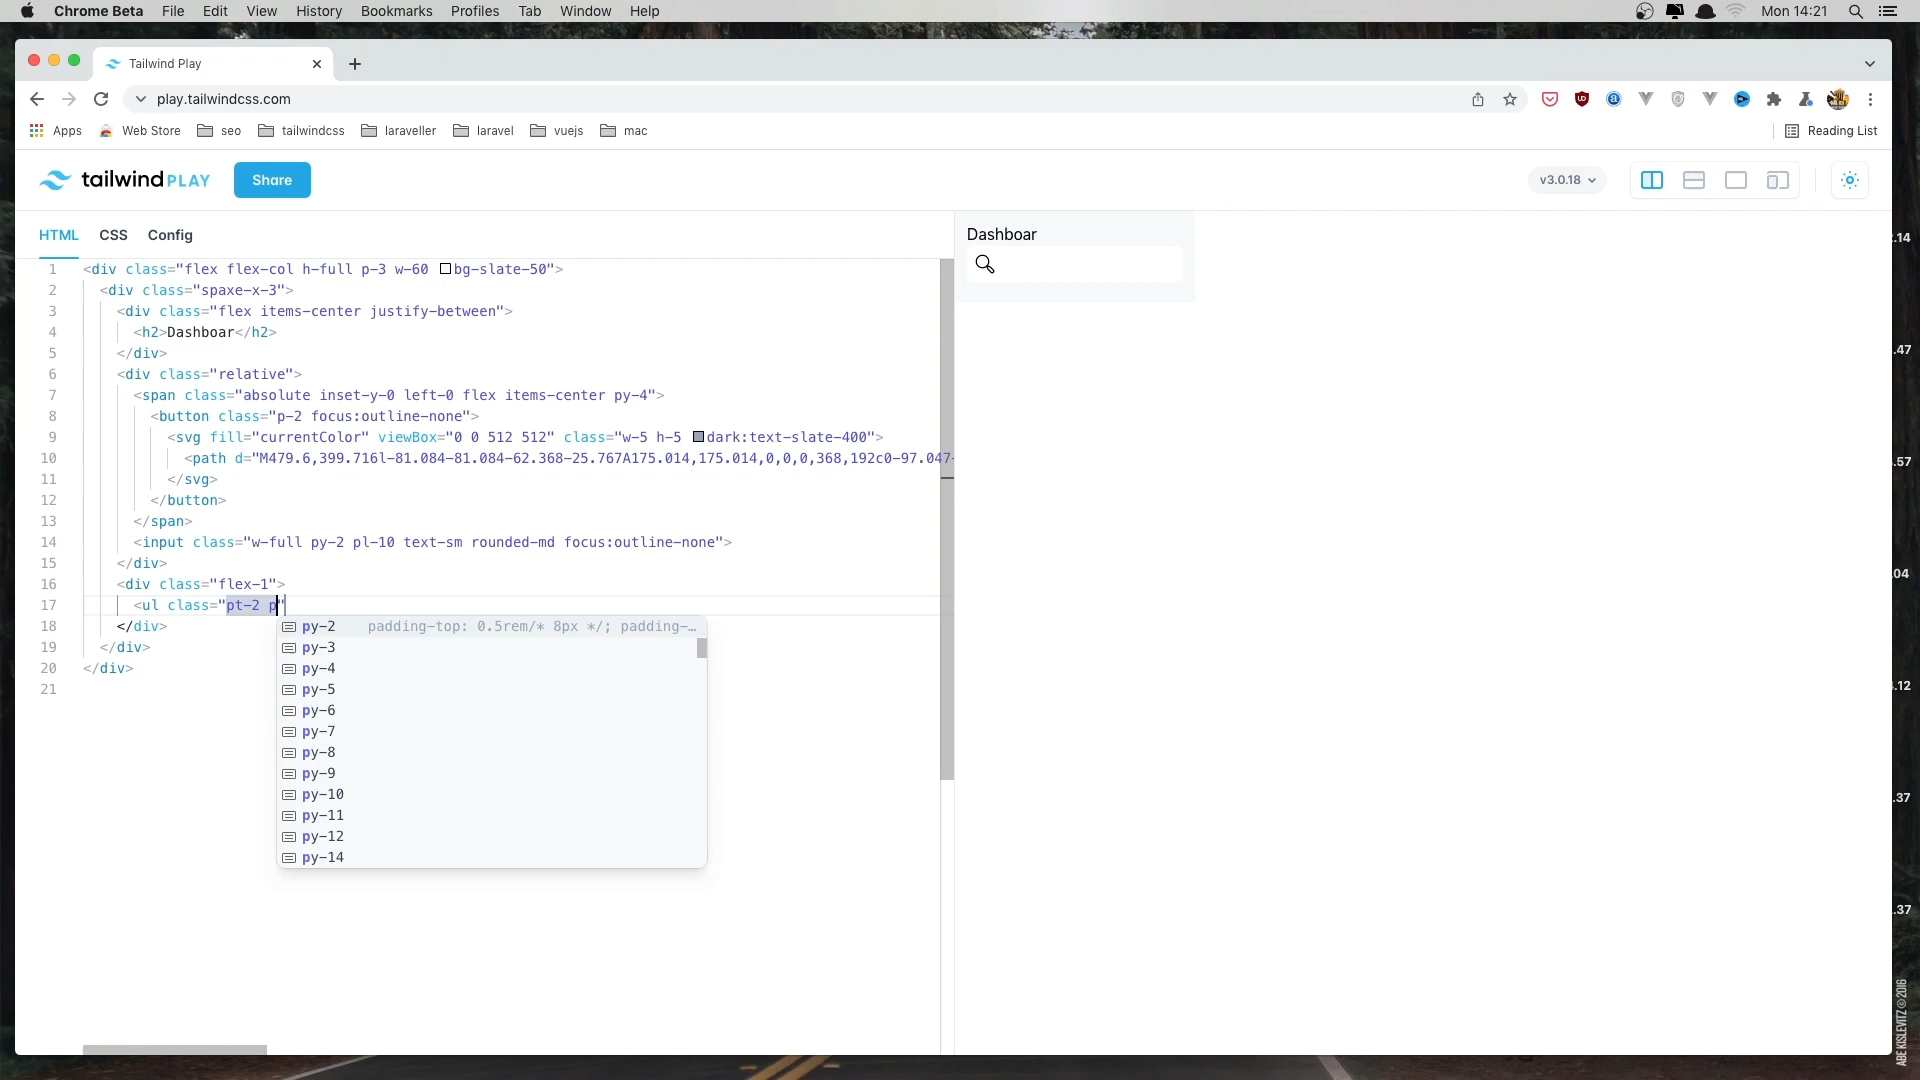 Chrome Beta File Edit View History Bookmarks Profiles Tab Window Help Mon 14:21
Tailwind Play
play.tailwindcss.com
Apps Web Store seo tailwindcss laraveller laravel vuejs mac Reading List
tailwind PLAY Share v3.0.18
HTML CSS Config
1 <div class="flex flex-col h-full p-3 w-60 bg-slate-50">
2 <div class="spaxe-x-3">
3 <div class="flex items-center justify-between">
4 <h2>Dashboar</h2>
5 </div>
6 <div class="relative">
7 <span class="absolute inset-y-0 left-0 flex items-center py-4">
8 <button class="p-2 focus:outline-none">
9 <svg fill="currentColor" viewBox="0 0 512 512" class="w-5 h-5 dark:text-slate-400">
10 <path d="M479.6,399.716l-81.084-81.084-62.368-25.767A175.014,175.014,0,0,0,368,192c0-97.047-
11 </svg>
12 </button>
13 </span>
14 <input class="w-full py-2 pl-10 text-sm rounded-md focus:outline-none">
15 </div>
16 <div class="flex-1">
17 <ul class="pt-2 p"
18 </div>
19 </div>
20 </div>
21
py-2 padding-top: 0.5rem/* 8px */; padding-…
py-3
py-4
py-5
py-6
py-7
py-8
py-9
py-10
py-11
py-12
py-14
Dashboar
.14
.47
.57
04
.12
.37
.37
ABE KISLEVITZ © 2016